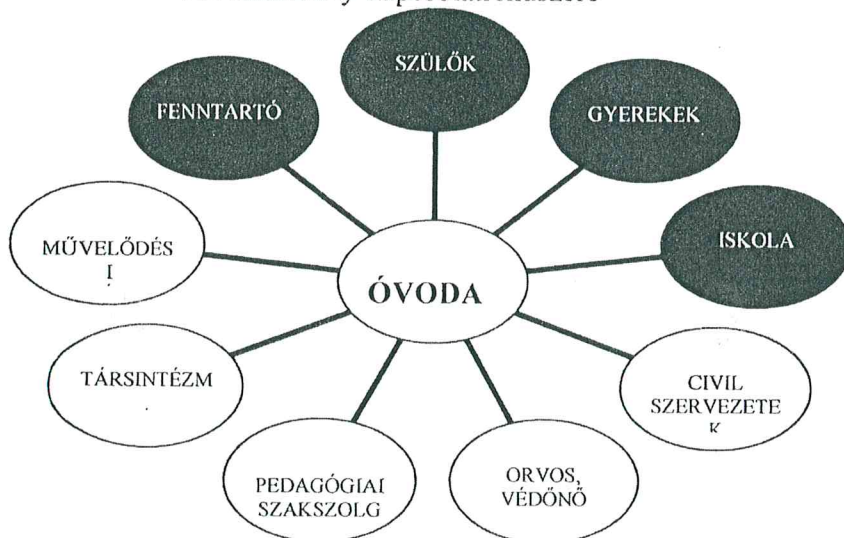 SZÜLŐK
FENNTARTÓ
GYEREKEK
MŰVELŐDÉS
ISKOLA
ÓVODA
TÁRSINTÉZM
CIVIL
SZERVEZETE
K
PEDAGÓGIAI
SZAKSZOLG
ORVOS,
VÉDŐNŐ